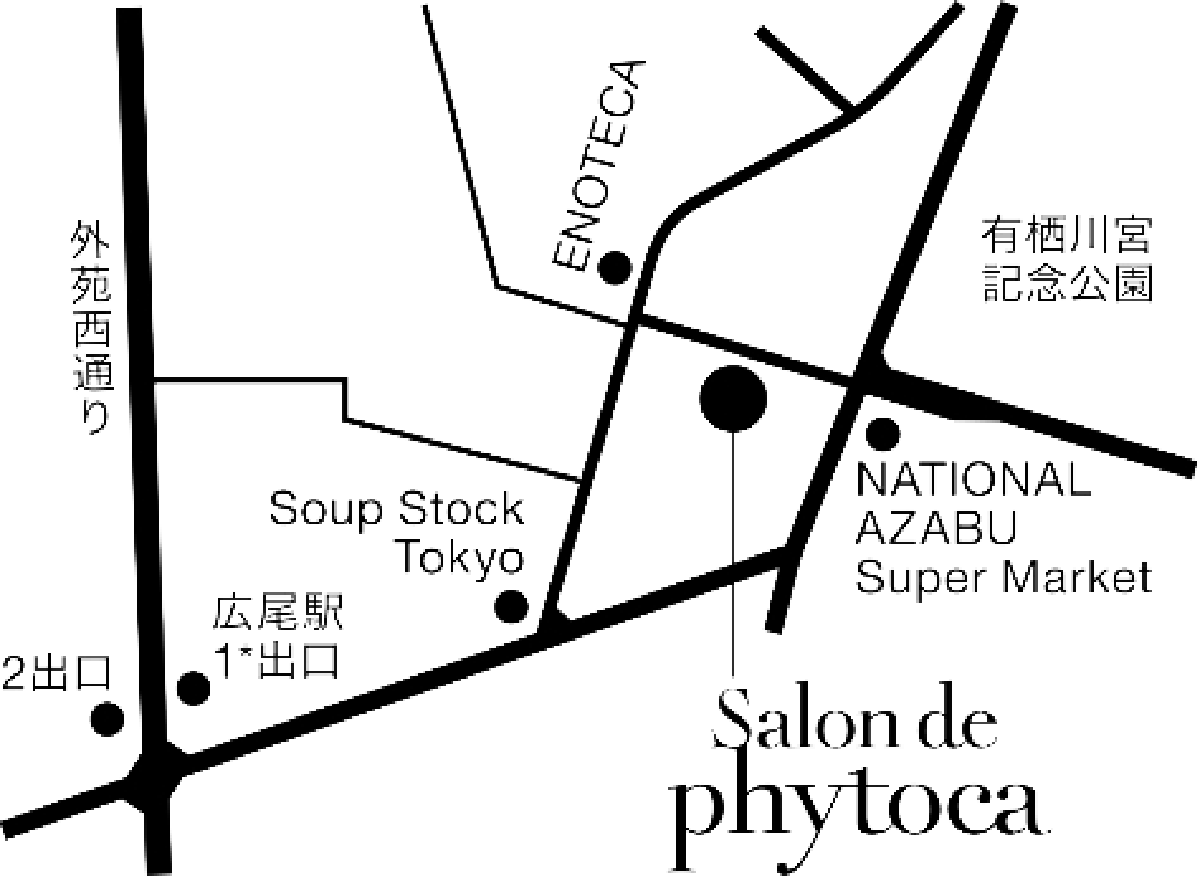 ENOTECA
外苑西通り
有栖川宮
記念公園
Soup Stock
Tokyo
NATIONAL
AZABU
Super Market
広尾駅
1*出口
2出口
Salon de
phytoca